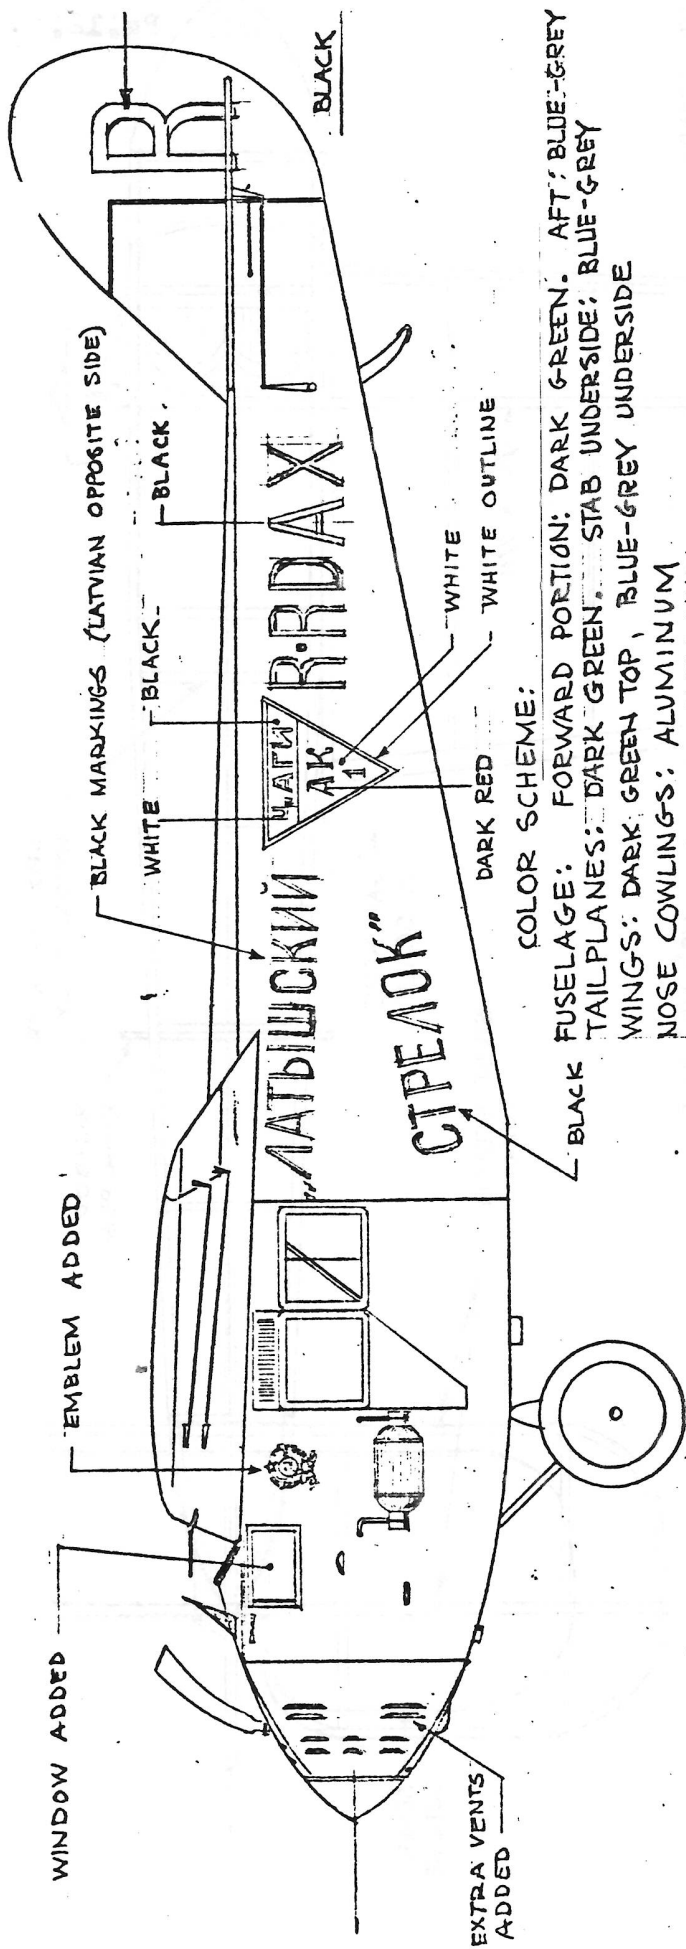 WINDOW ADDED
EMBLEM ADDED
BLACK MARKINGS (LATVIAN OPPOSITE SIDE)
WHITE
BLACK
BLACK
R
BLACK
„ЛАТЫШСКИЙ
СТРЕЛОК”
ЦАГИ
АК
1
R·RDAX
EXTRA VENTS
ADDED
BLACK
DARK RED
WHITE
WHITE OUTLINE
COLOR SCHEME:
FUSELAGE: FORWARD PORTION: DARK GREEN. AFT: BLUE-GREY
TAILPLANES: DARK GREEN. STAB UNDERSIDE: BLUE-GREY
WINGS: DARK GREEN TOP, BLUE-GREY UNDERSIDE
NOSE COWLINGS: ALUMINUM